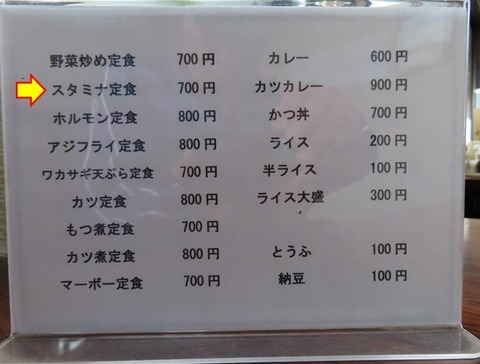 野菜炒め定食 700円
スタミナ定食 700円
ホルモン定食 800円
アジフライ定食 800円
ワカサギ天ぷら定食 700円
カツ定食 800円
もつ煮定食 700円
カツ煮定食 800円
マーボー定食 700円
カレー 600円
カツカレー 900円
かつ丼 700円
ライス 200円
半ライス 100円
ライス大盛 300円
とうふ 100円
納豆 100円